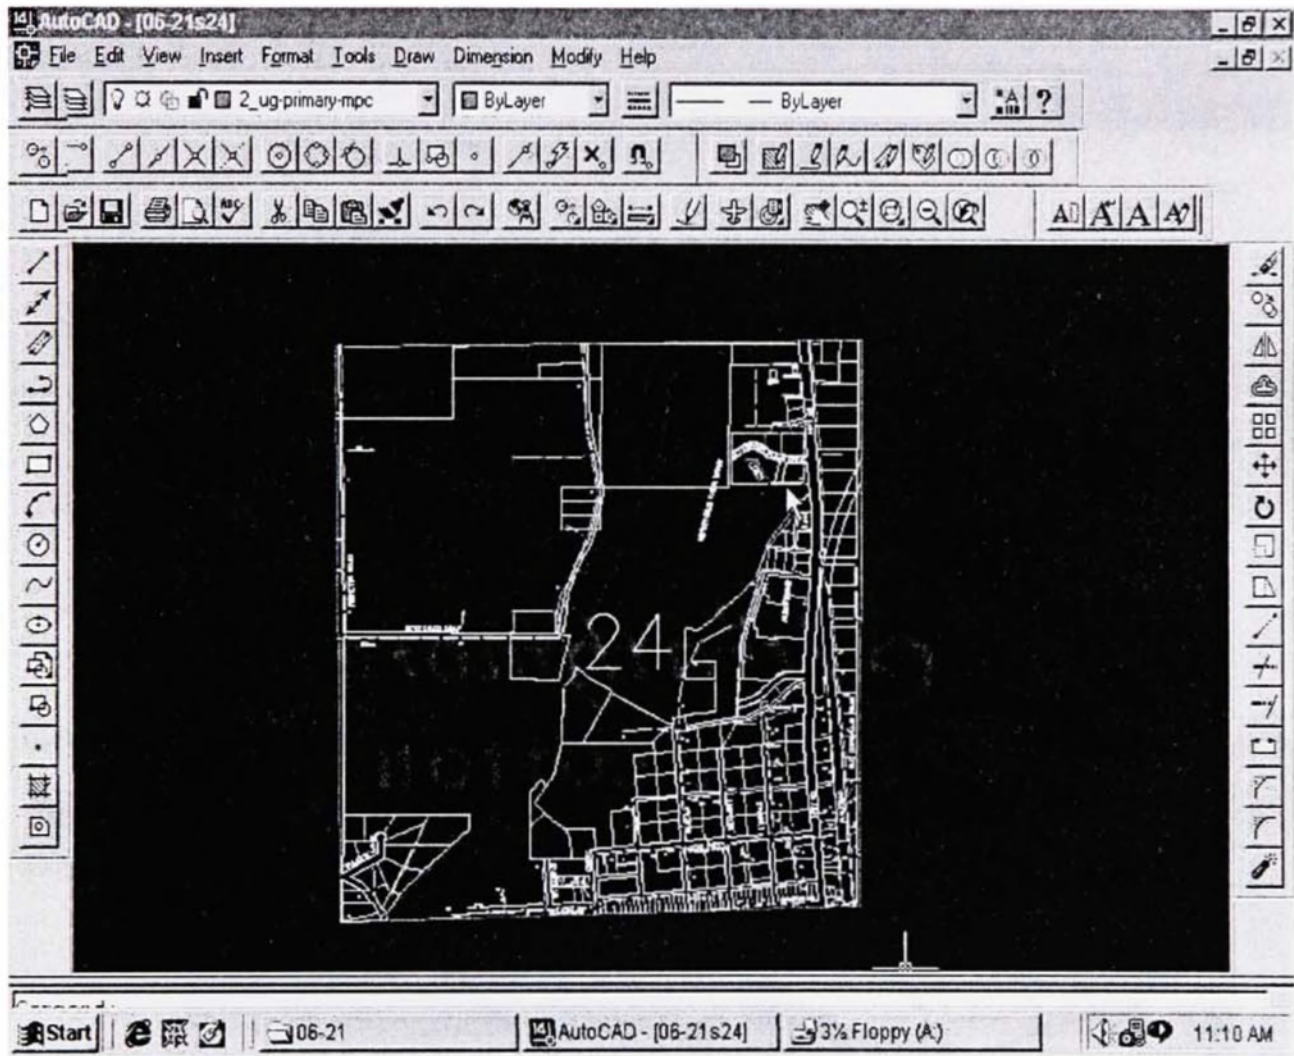 AutoCAD - [06-21s24]
File Edit View Insert Format Tools Draw Dimension Modify Help
2_ug-primary-mpc ByLayer ByLayer
24
Start 06-21 AutoCAD - [06-21s24] 3½ Floppy (A:) 11:10 AM